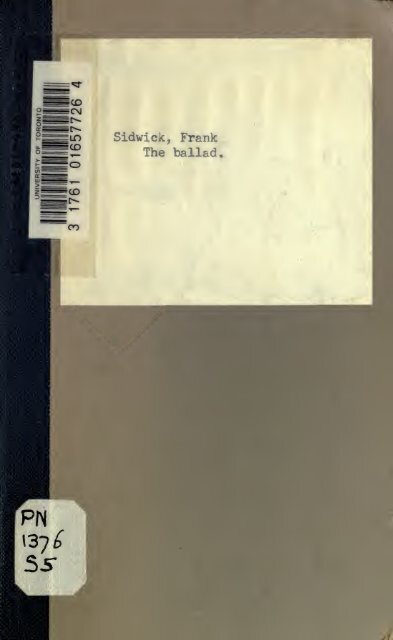 Sidwick, Frank
The ballad.
UNIVERSITY OF TORONTO
3 1761 01657726 4
PN
1376
S5